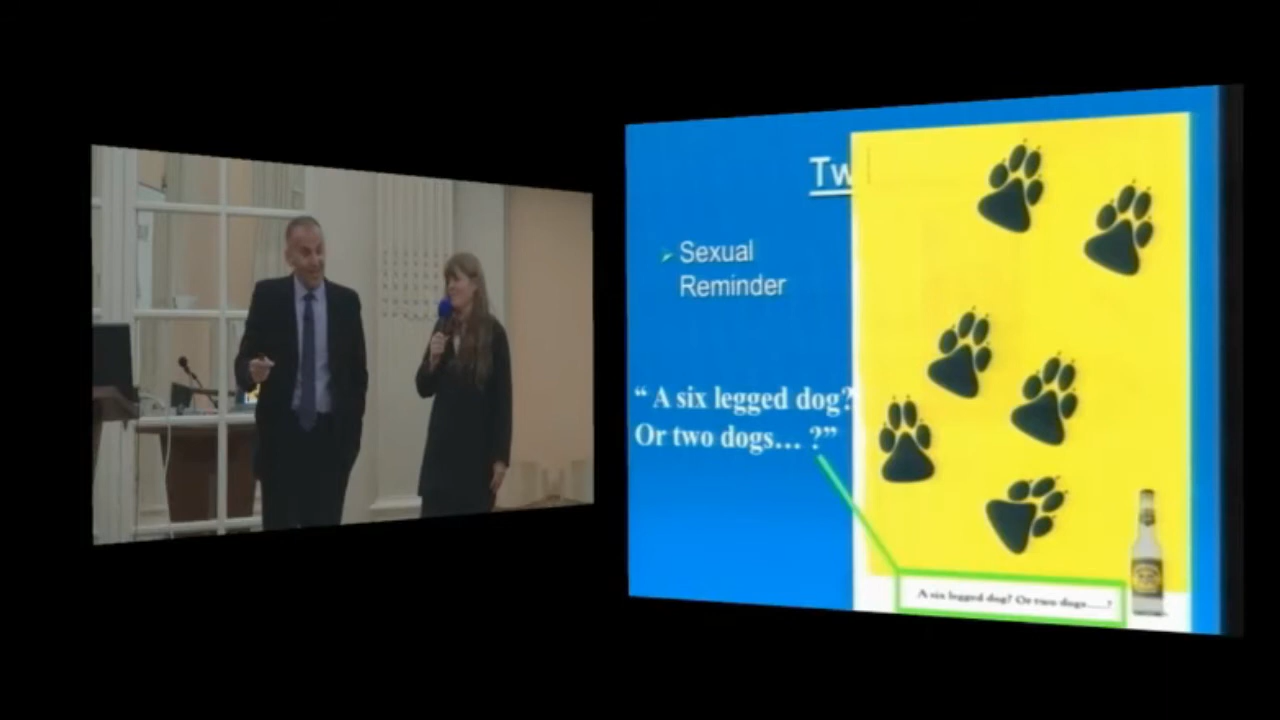 Tw
Sexual
Reminder
“ A six legged dog?
Or two dogs... ?”
A six legged dog? Or two dogs......?